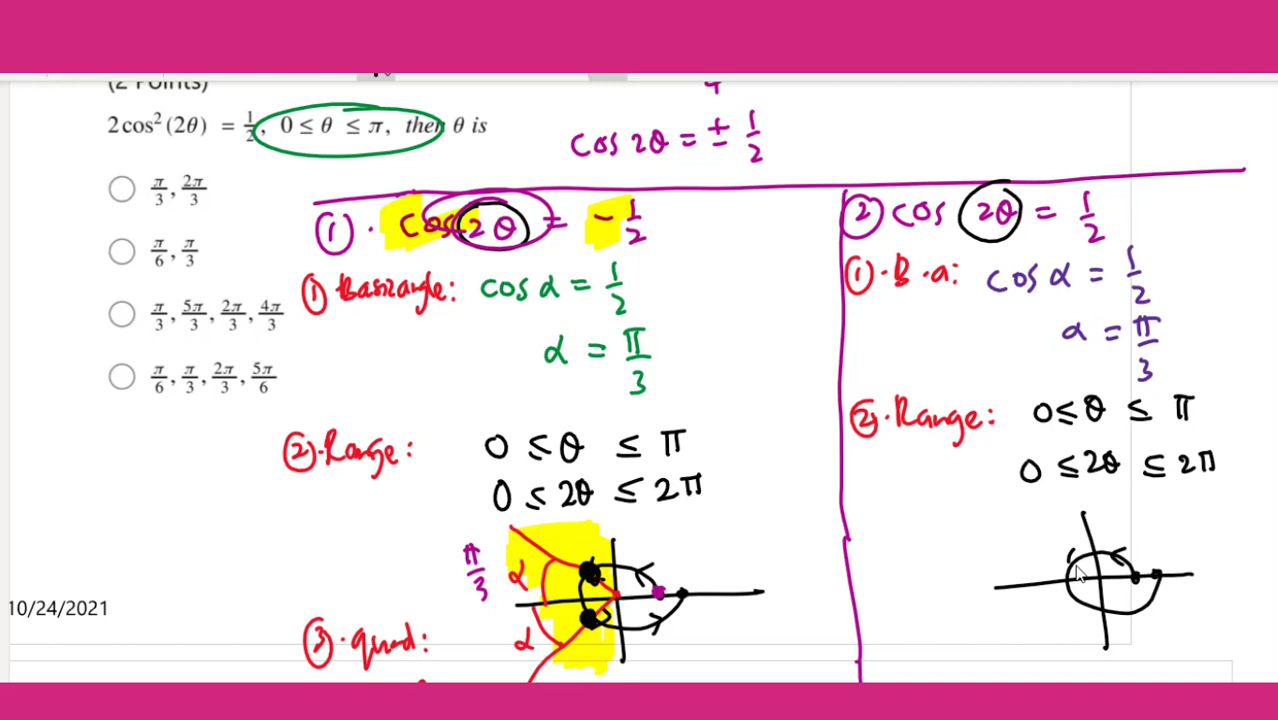 (2 Points)
2cos²(2θ) = 1/2, 0 ≤ θ ≤ π, then θ is
cos 2θ = ± 1/2
π/3, 2π/3
π/6, π/3
π/3, 5π/3, 2π/3, 4π/3
π/6, π/3, 2π/3, 5π/6
① · cos 2θ = - 1/2
① Basic angle: cos α = 1/2
α = π/3
②·Range: 0 ≤ θ ≤ π
0 ≤ 2θ ≤ 2π
π/3
α
α
③·quad:
② cos 2θ = 1/2
①·B.a: cos α = 1/2
α = π/3
②·Range: 0 ≤ θ ≤ π
0 ≤ 2θ ≤ 2π
10/24/2021